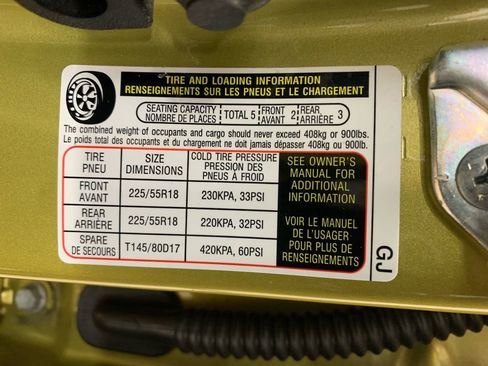 TIRE AND LOADING INFORMATION
RENSEIGNEMENTS SUR LES PNEUS ET LE CHARGEMENT
SEATING CAPACITY
NOMBRE DE PLACES
TOTAL 5
FRONT
AVANT
2
REAR
ARRIÈRE
3
The combined weight of occupants and cargo should never exceed 408kg or 900lbs.
Le poids total des occupants et du chargement ne doit jamais dépasser 408kg ou 900lb.
TIRE
PNEU
SIZE
DIMENSIONS
COLD TIRE PRESSURE
PRESSION DES
PNEUS À FROID
FRONT
AVANT
225/55R18
230KPA, 33PSI
REAR
ARRIÈRE
225/55R18
220KPA, 32PSI
SPARE
DE SECOURS
T145/80D17
420KPA, 60PSI
SEE OWNER'S
MANUAL FOR
ADDITIONAL
INFORMATION
VOIR LE MANUEL
DE L'USAGER
POUR PLUS DE
RENSEIGNEMENTS
GJ